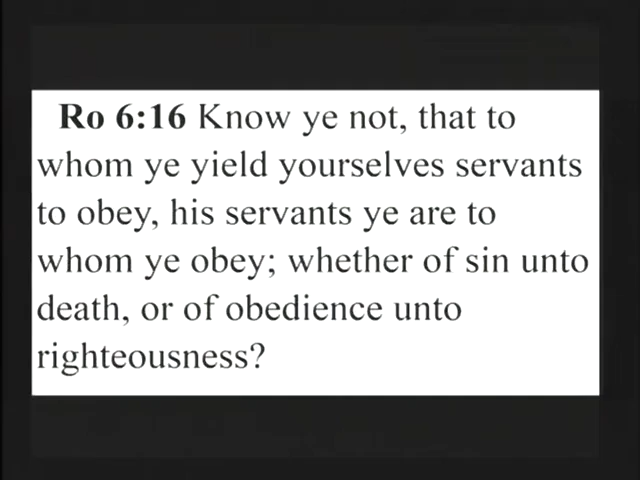 Ro 6:16 Know ye not, that to
whom ye yield yourselves servants
to obey, his servants ye are to
whom ye obey; whether of sin unto
death, or of obedience unto
righteousness?